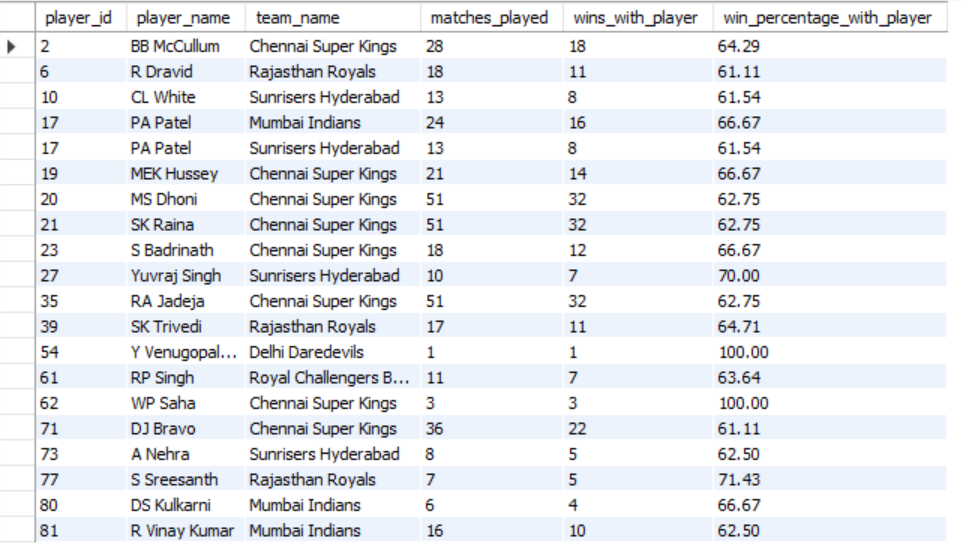 player_id player_name team_name matches_played wins_with_player win_percentage_with_player
2 BB McCullum Chennai Super Kings 28 18 64.29
6 R Dravid Rajasthan Royals 18 11 61.11
10 CL White Sunrisers Hyderabad 13 8 61.54
17 PA Patel Mumbai Indians 24 16 66.67
17 PA Patel Sunrisers Hyderabad 13 8 61.54
19 MEK Hussey Chennai Super Kings 21 14 66.67
20 MS Dhoni Chennai Super Kings 51 32 62.75
21 SK Raina Chennai Super Kings 51 32 62.75
23 S Badrinath Chennai Super Kings 18 12 66.67
27 Yuvraj Singh Sunrisers Hyderabad 10 7 70.00
35 RA Jadeja Chennai Super Kings 51 32 62.75
39 SK Trivedi Rajasthan Royals 17 11 64.71
54 Y Venugopal... Delhi Daredevils 1 1 100.00
61 RP Singh Royal Challengers B... 11 7 63.64
62 WP Saha Chennai Super Kings 3 3 100.00
71 DJ Bravo Chennai Super Kings 36 22 61.11
73 A Nehra Sunrisers Hyderabad 8 5 62.50
77 S Sreesanth Rajasthan Royals 7 5 71.43
80 DS Kulkarni Mumbai Indians 6 4 66.67
81 R Vinay Kumar Mumbai Indians 16 10 62.50